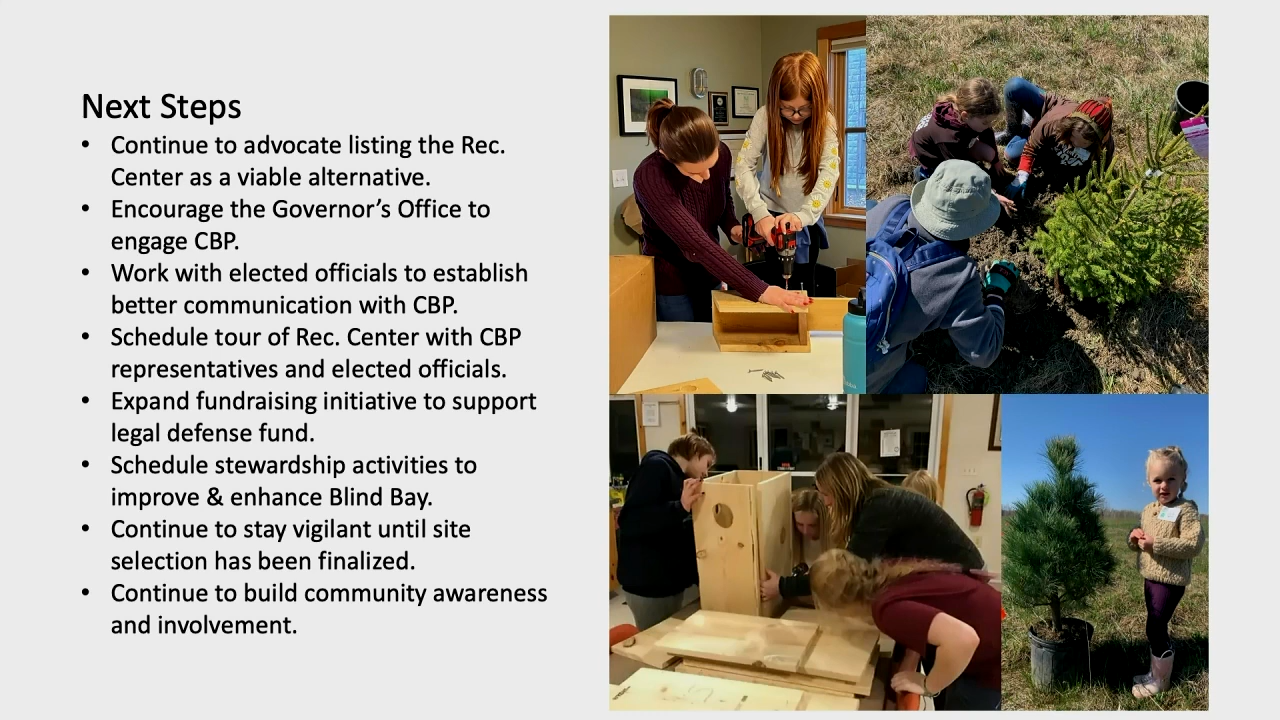 Next Steps
• Continue to advocate listing the Rec.
Center as a viable alternative.
• Encourage the Governor's Office to
engage CBP.
• Work with elected officials to establish
better communication with CBP.
• Schedule tour of Rec. Center with CBP
representatives and elected officials.
• Expand fundraising initiative to support
legal defense fund.
• Schedule stewardship activities to
improve & enhance Blind Bay.
• Continue to stay vigilant until site
selection has been finalized.
• Continue to build community awareness
and involvement.